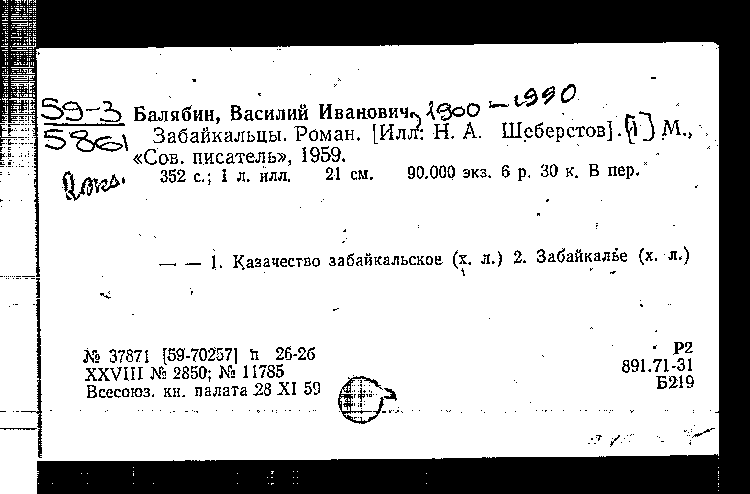 59-3 Балябин, Василий Иванович, 1900-1990
5861 Забайкальцы. Роман. [Илл: Н. А. Шеберстов]. [1] М.,
«Сов. писатель», 1959.
352 с.; 1 л. илл. 21 см. 90.000 экз. 6 р. 30 к. В пер.
— — 1. Казачество забайкальское (х. л.) 2. Забайкалье (х. л.)
№ 37871 [59-70257] п 26-26
XXVIII № 2850; № 11785
Всесоюз. кн. палата 28 XI 59
Р2
891.71-31
Б219